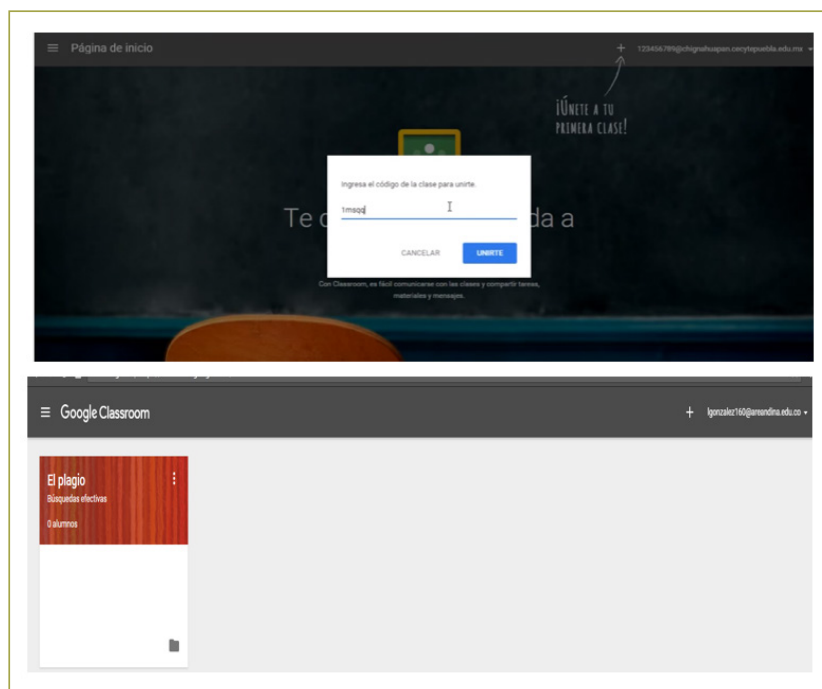 Página de inicio
123456789@chignahuapan.cecytepuebla.edu.mx
¡ÚNETE A TU
PRIMERA CLASE!
Ingresa el código de la clase para unirte.
1msqq
Te da a
CANCELAR UNIRTE
Con Classroom, es fácil comunicarse con las clases y compartir tareas,
materiales y mensajes.
Google Classroom
lgonzalez160@areandina.edu.co
El plagio
Búsquedas efectivas
0 alumnos